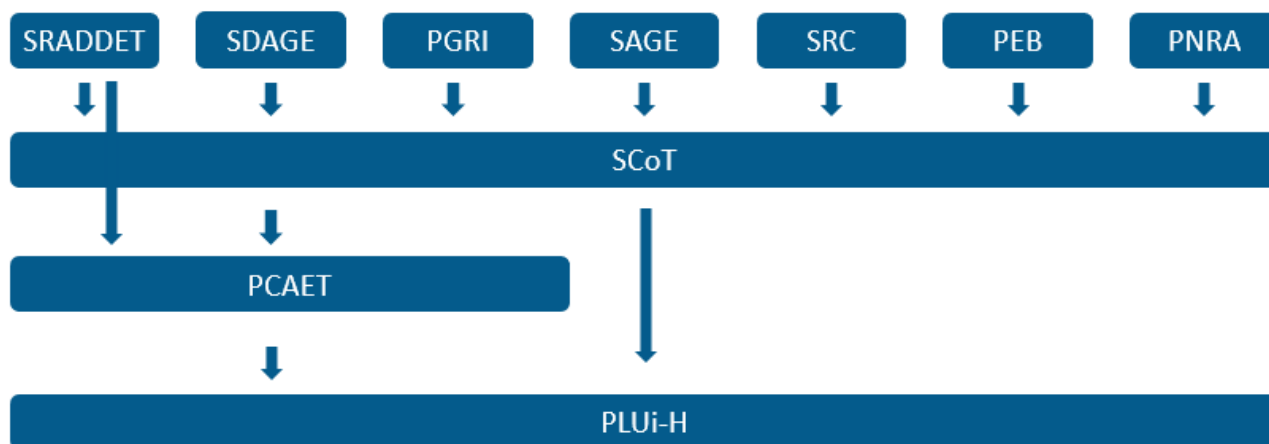 SRADDET SDAGE PGRI SAGE SRC PEB PNRA
SCoT
PCAET
PLUi-H